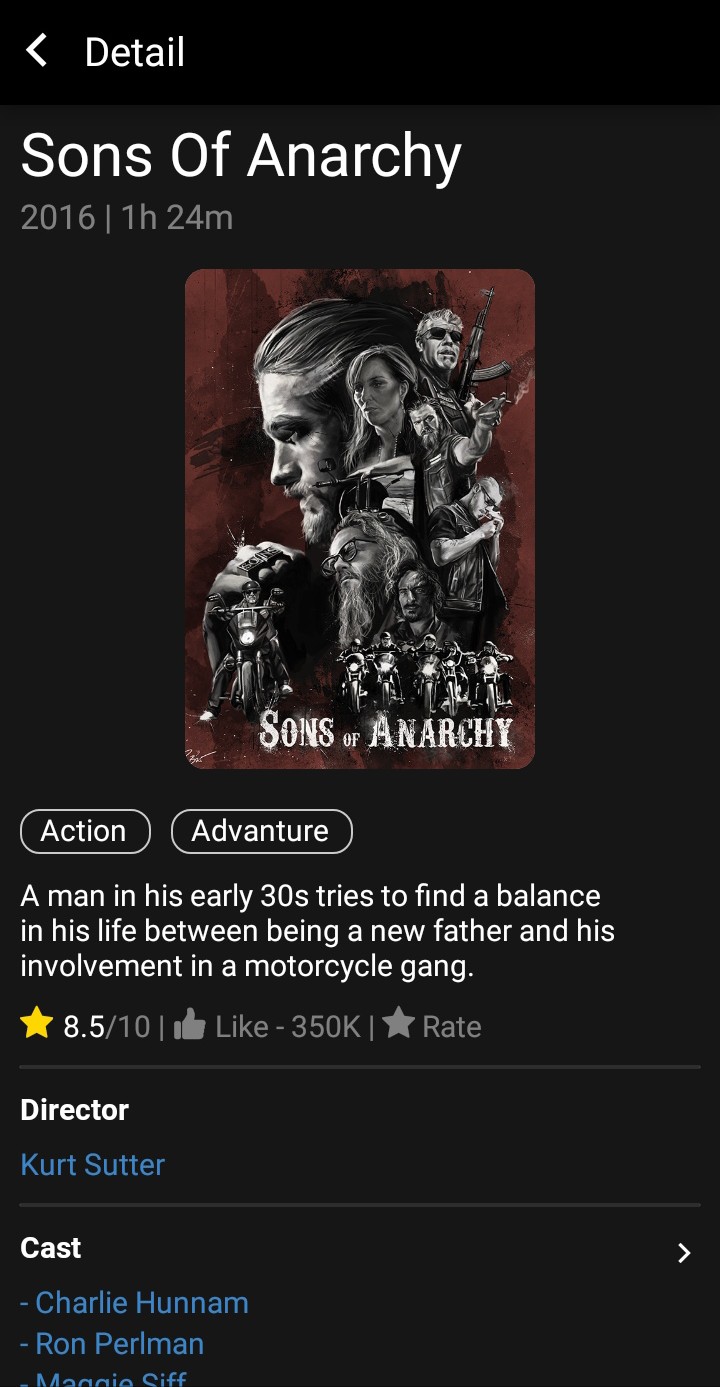 Detail
Sons Of Anarchy
2016 | 1h 24m
SONS OF ANARCHY
Action
Advanture
A man in his early 30s tries to find a balance
in his life between being a new father and his
involvement in a motorcycle gang.
8.5/10 | Like - 350K | Rate
Director
Kurt Sutter
Cast
- Charlie Hunnam
- Ron Perlman
- Maggie Siff